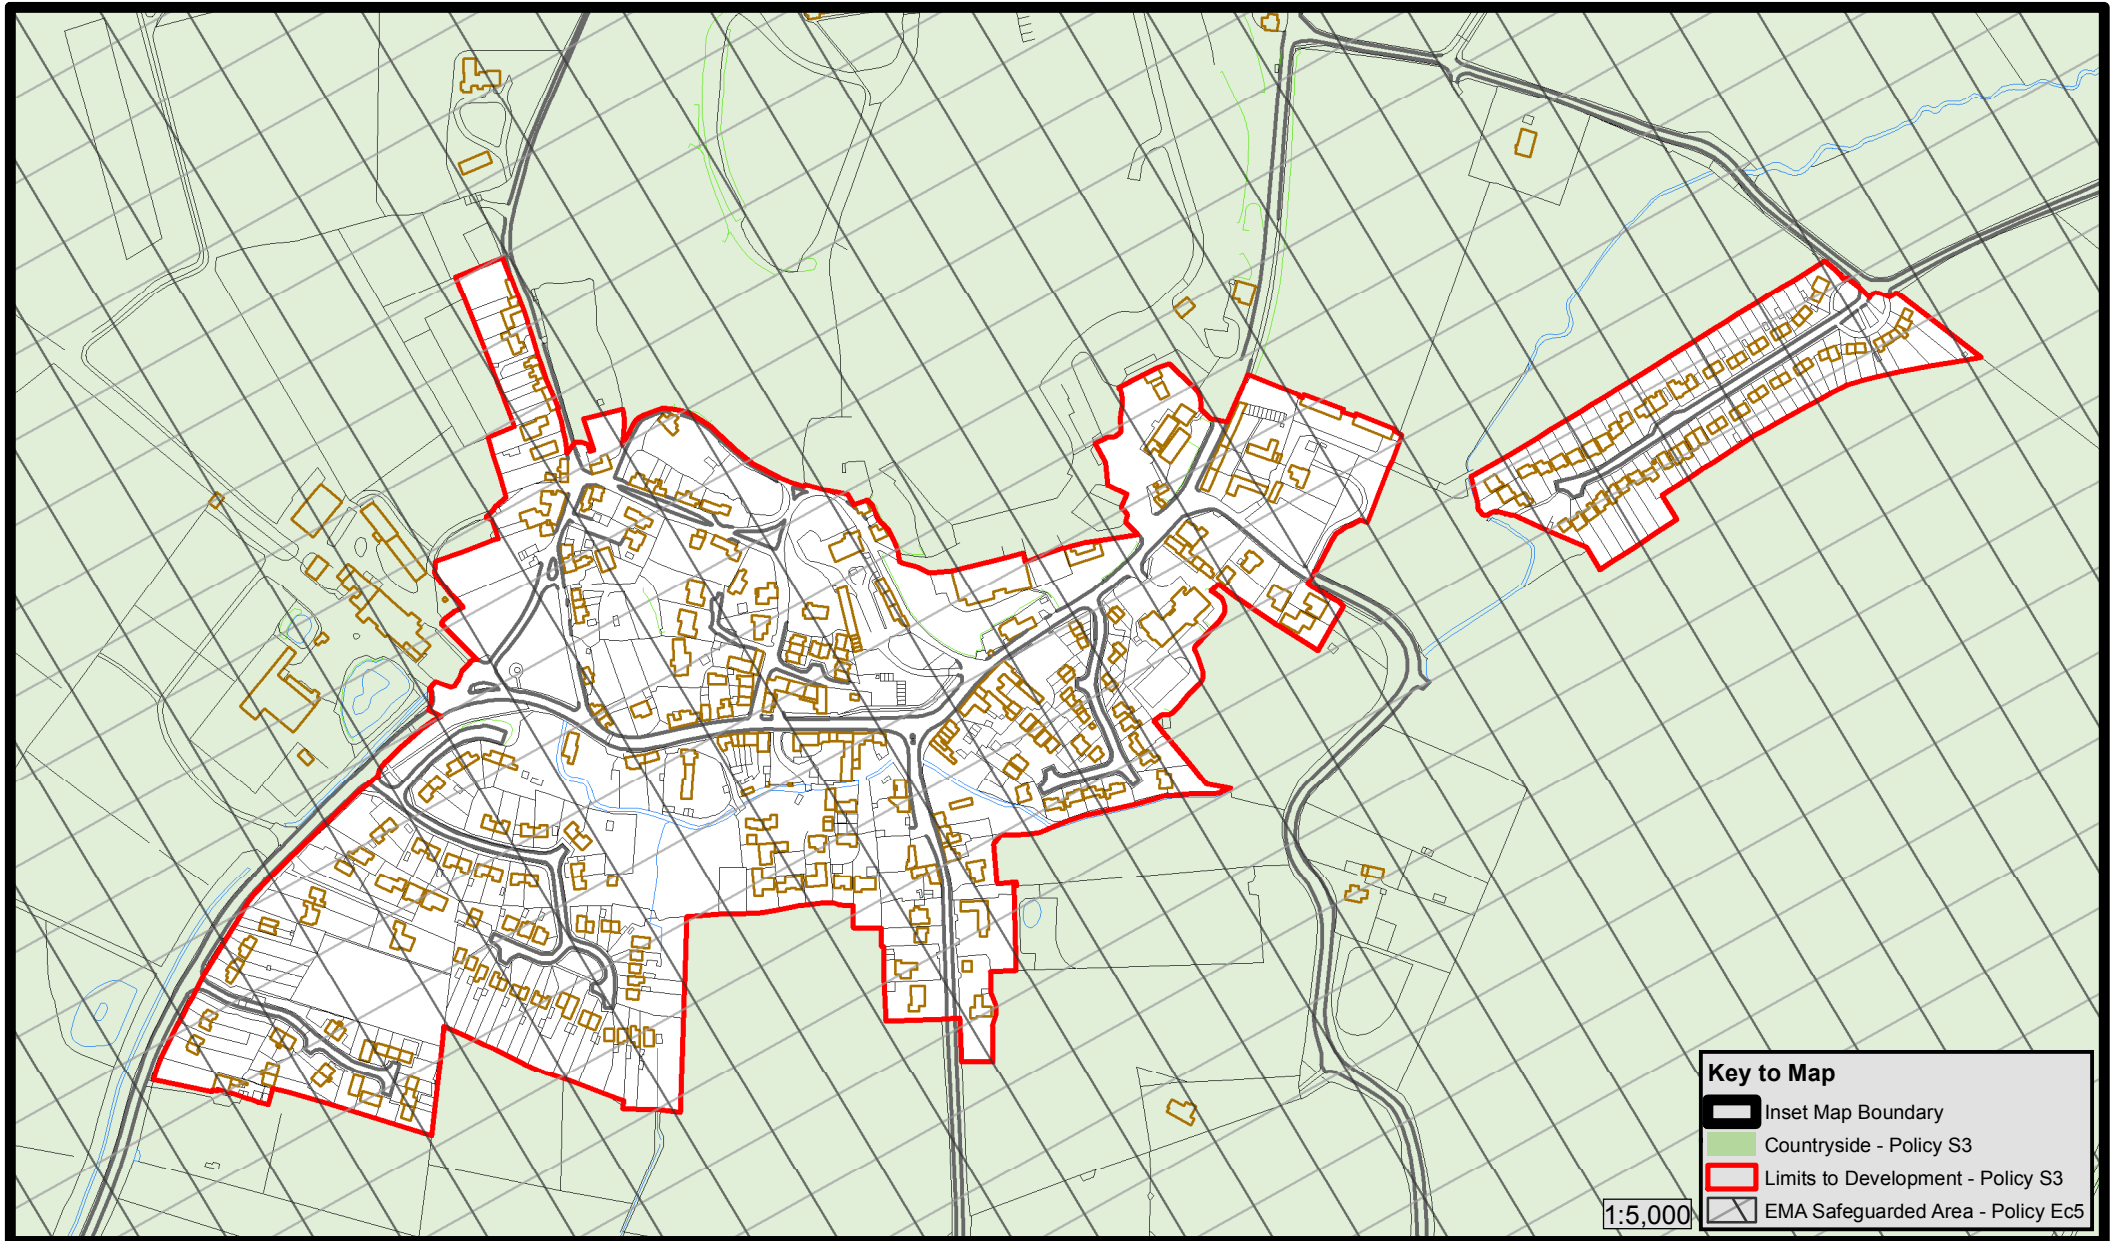 Key to Map
Inset Map Boundary
Countryside - Policy S3
Limits to Development - Policy S3
EMA Safeguarded Area - Policy Ec5
1:5,000